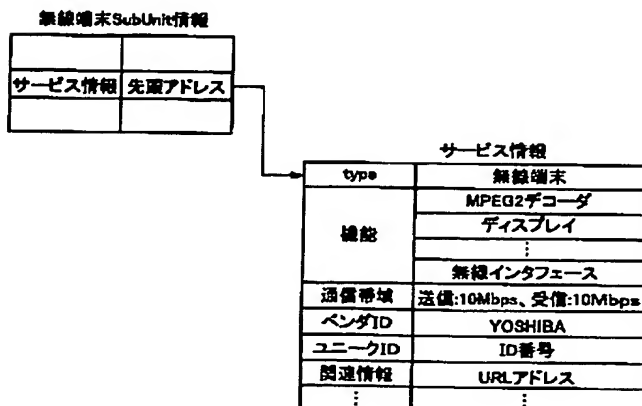 無線端末SubUnit情報
サービス情報 先頭アドレス
サービス情報
type 無線端末
機能 MPEG2デコーダ
ディスプレイ
⋮
無線インタフェース
通信帯域 送信:10Mbps、受信:10Mbps
ベンダID YOSHIBA
ユニークID ID番号
関連情報 URLアドレス
⋮ ⋮